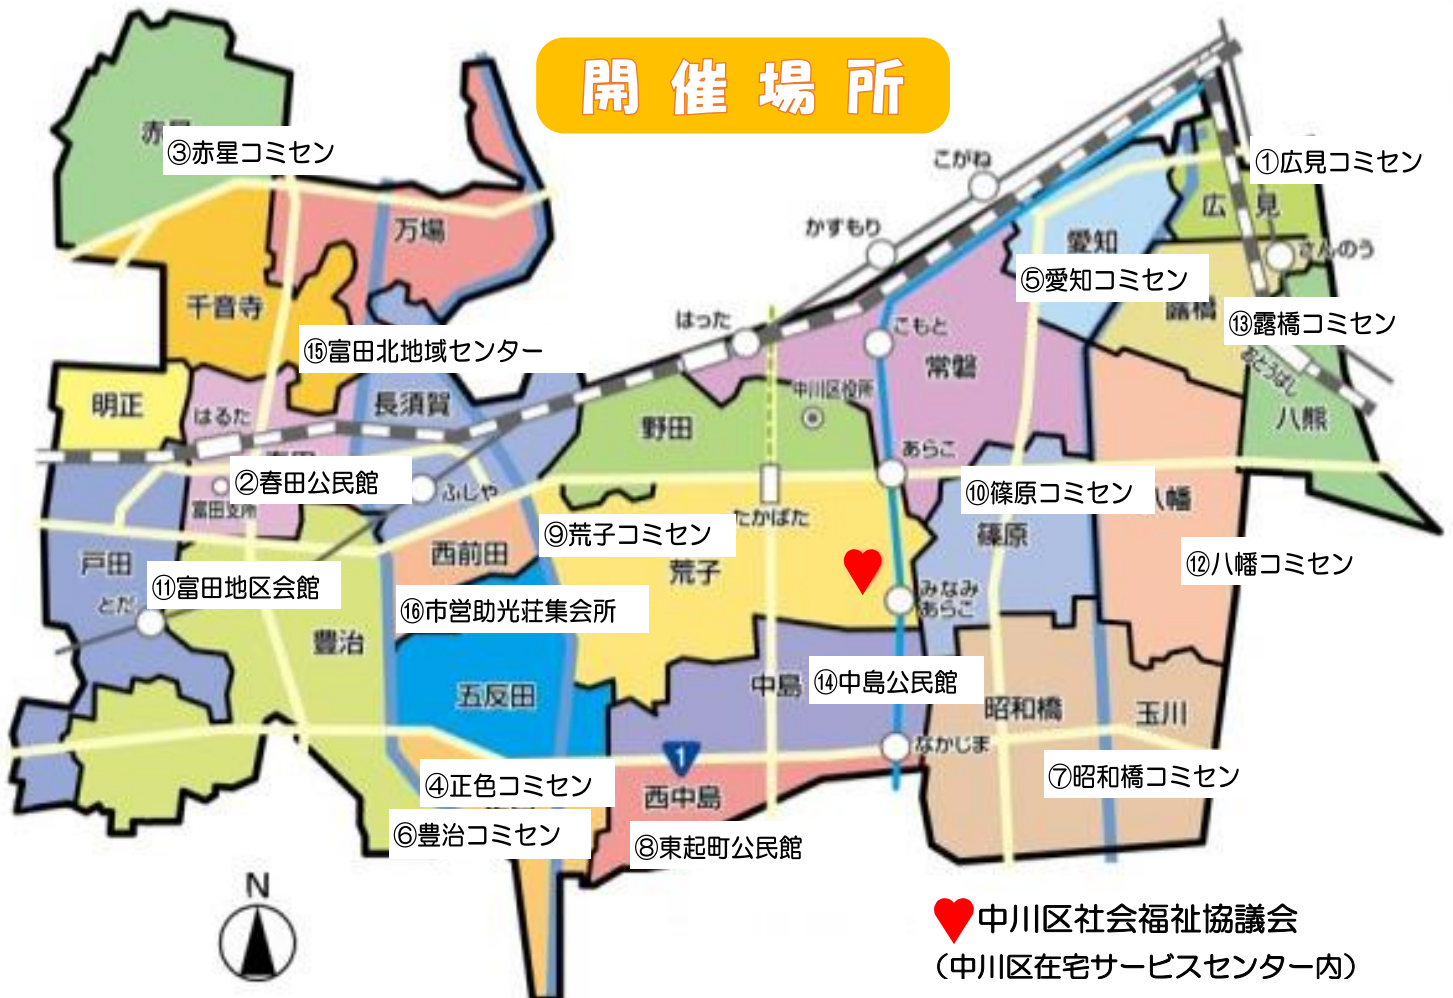 開催場所
③赤星コミセン
①広見コミセン
こがね
広見
かすもり
愛知
万場
さんのう
⑤愛知コミセン
千音寺
はった
こもと
露橋
⑬露橋コミセン
⑮富田北地域センター
常磐
明正
はるた
長須賀
中川区役所
野田
八熊
あらこ
②春田公民館
ふしや
⑩篠原コミセン
八幡
富田支所
たかばた
⑨荒子コミセン
篠原
西前田
戸田
荒子
⑫八幡コミセン
⑪富田地区会館
とだ
みなみ
あらこ
⑯市営助光荘集会所
豊治
中島
⑭中島公民館
五反田
昭和橋
玉川
なかじま
1
⑦昭和橋コミセン
④正色コミセン
西中島
⑥豊治コミセン
⑧東起町公民館
N
中川区社会福祉協議会
（中川区在宅サービスセンター内）